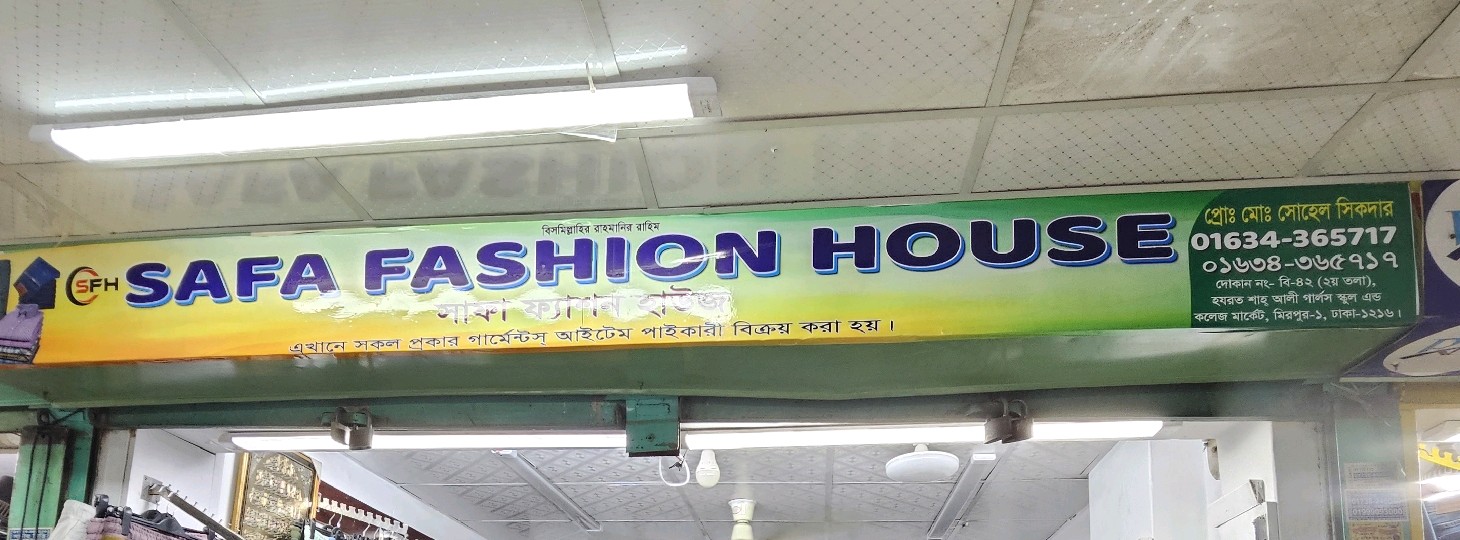 বিসমিল্লাহির রাহমানির রাহিম
SFH
SAFA FASHION HOUSE
সাফা ফ্যাশন হাউজ
এখানে সকল প্রকার গার্মেন্টস্ আইটেম পাইকারী বিক্রয় করা হয়।
প্রোঃ মোঃ সোহেল সিকদার
01634-365717
০১৬৩৪-৩৬৫৭১৭
দোকান নং- বি-৪২ (২য় তলা),
হযরত শাহ্ আলী গার্লস স্কুল এন্ড
কলেজ মার্কেট, মিরপুর-১, ঢাকা-১২১৬।